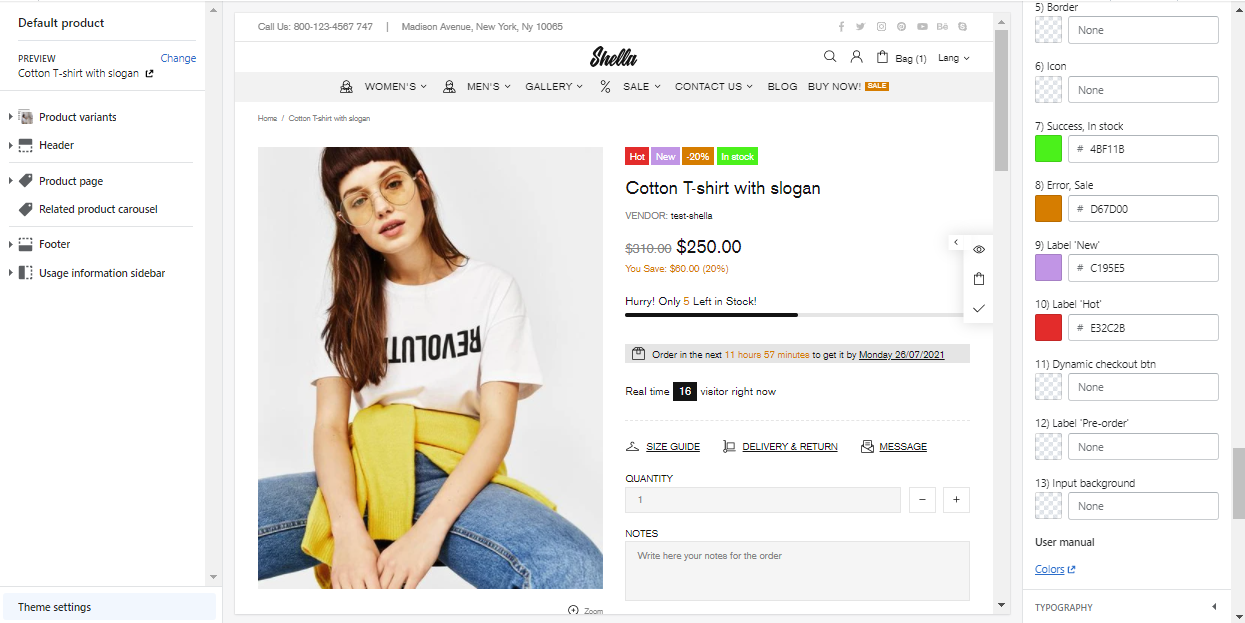 Default product
PREVIEW
Change
Cotton T-shirt with slogan
Product variants
Header
Product page
Related product carousel
Footer
Usage information sidebar
Theme settings
Call Us: 800-123-4567 747 | Madison Avenue, New York, Ny 10065
Shella
Bag (1) Lang
WOMEN'S MEN'S GALLERY % SALE CONTACT US BLOG BUY NOW! SALE
Home / Cotton T-shirt with slogan
REVOLUT
Zoom
Hot New -20% In stock
Cotton T-shirt with slogan
VENDOR: test-shella
$310.00 $250.00
You Save: $60.00 (20%)
Hurry! Only 5 Left in Stock!
Order in the next 11 hours 57 minutes to get it by Monday 26/07/2021
Real time 16 visitor right now
SIZE GUIDE DELIVERY & RETURN MESSAGE
QUANTITY
1 − +
NOTES
Write here your notes for the order
5) Border
None
6) Icon
None
7) Success, In stock
# 4BF11B
8) Error, Sale
# D67D00
9) Label 'New'
# C195E5
10) Label 'Hot'
# E32C2B
11) Dynamic checkout btn
None
12) Label 'Pre-order'
None
13) Input background
None
User manual
Colors
TYPOGRAPHY